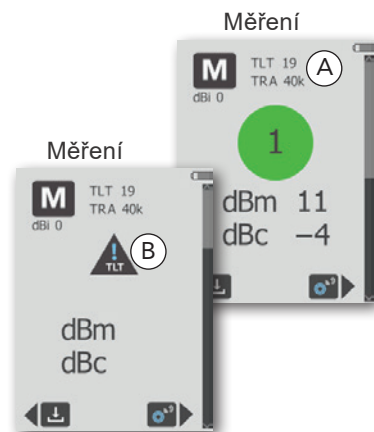 Měření
M
TLT 19
TRA 40k
A
dBi 0
1
dBm 11
dBc −4
Měření
M
TLT 19
TRA 40k
dBi 0
!
TLT
B
dBm
dBc